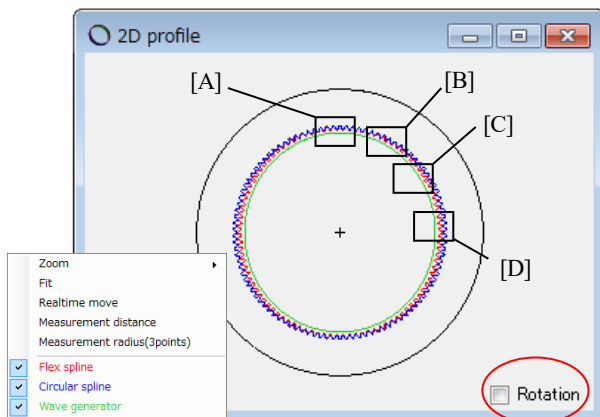 2D profile
[A]
[B]
[C]
[D]
Zoom
Fit
Realtime move
Measurement distance
Measurement radius(3points)
Flex spline
Circular spline
Wave generator
Rotation